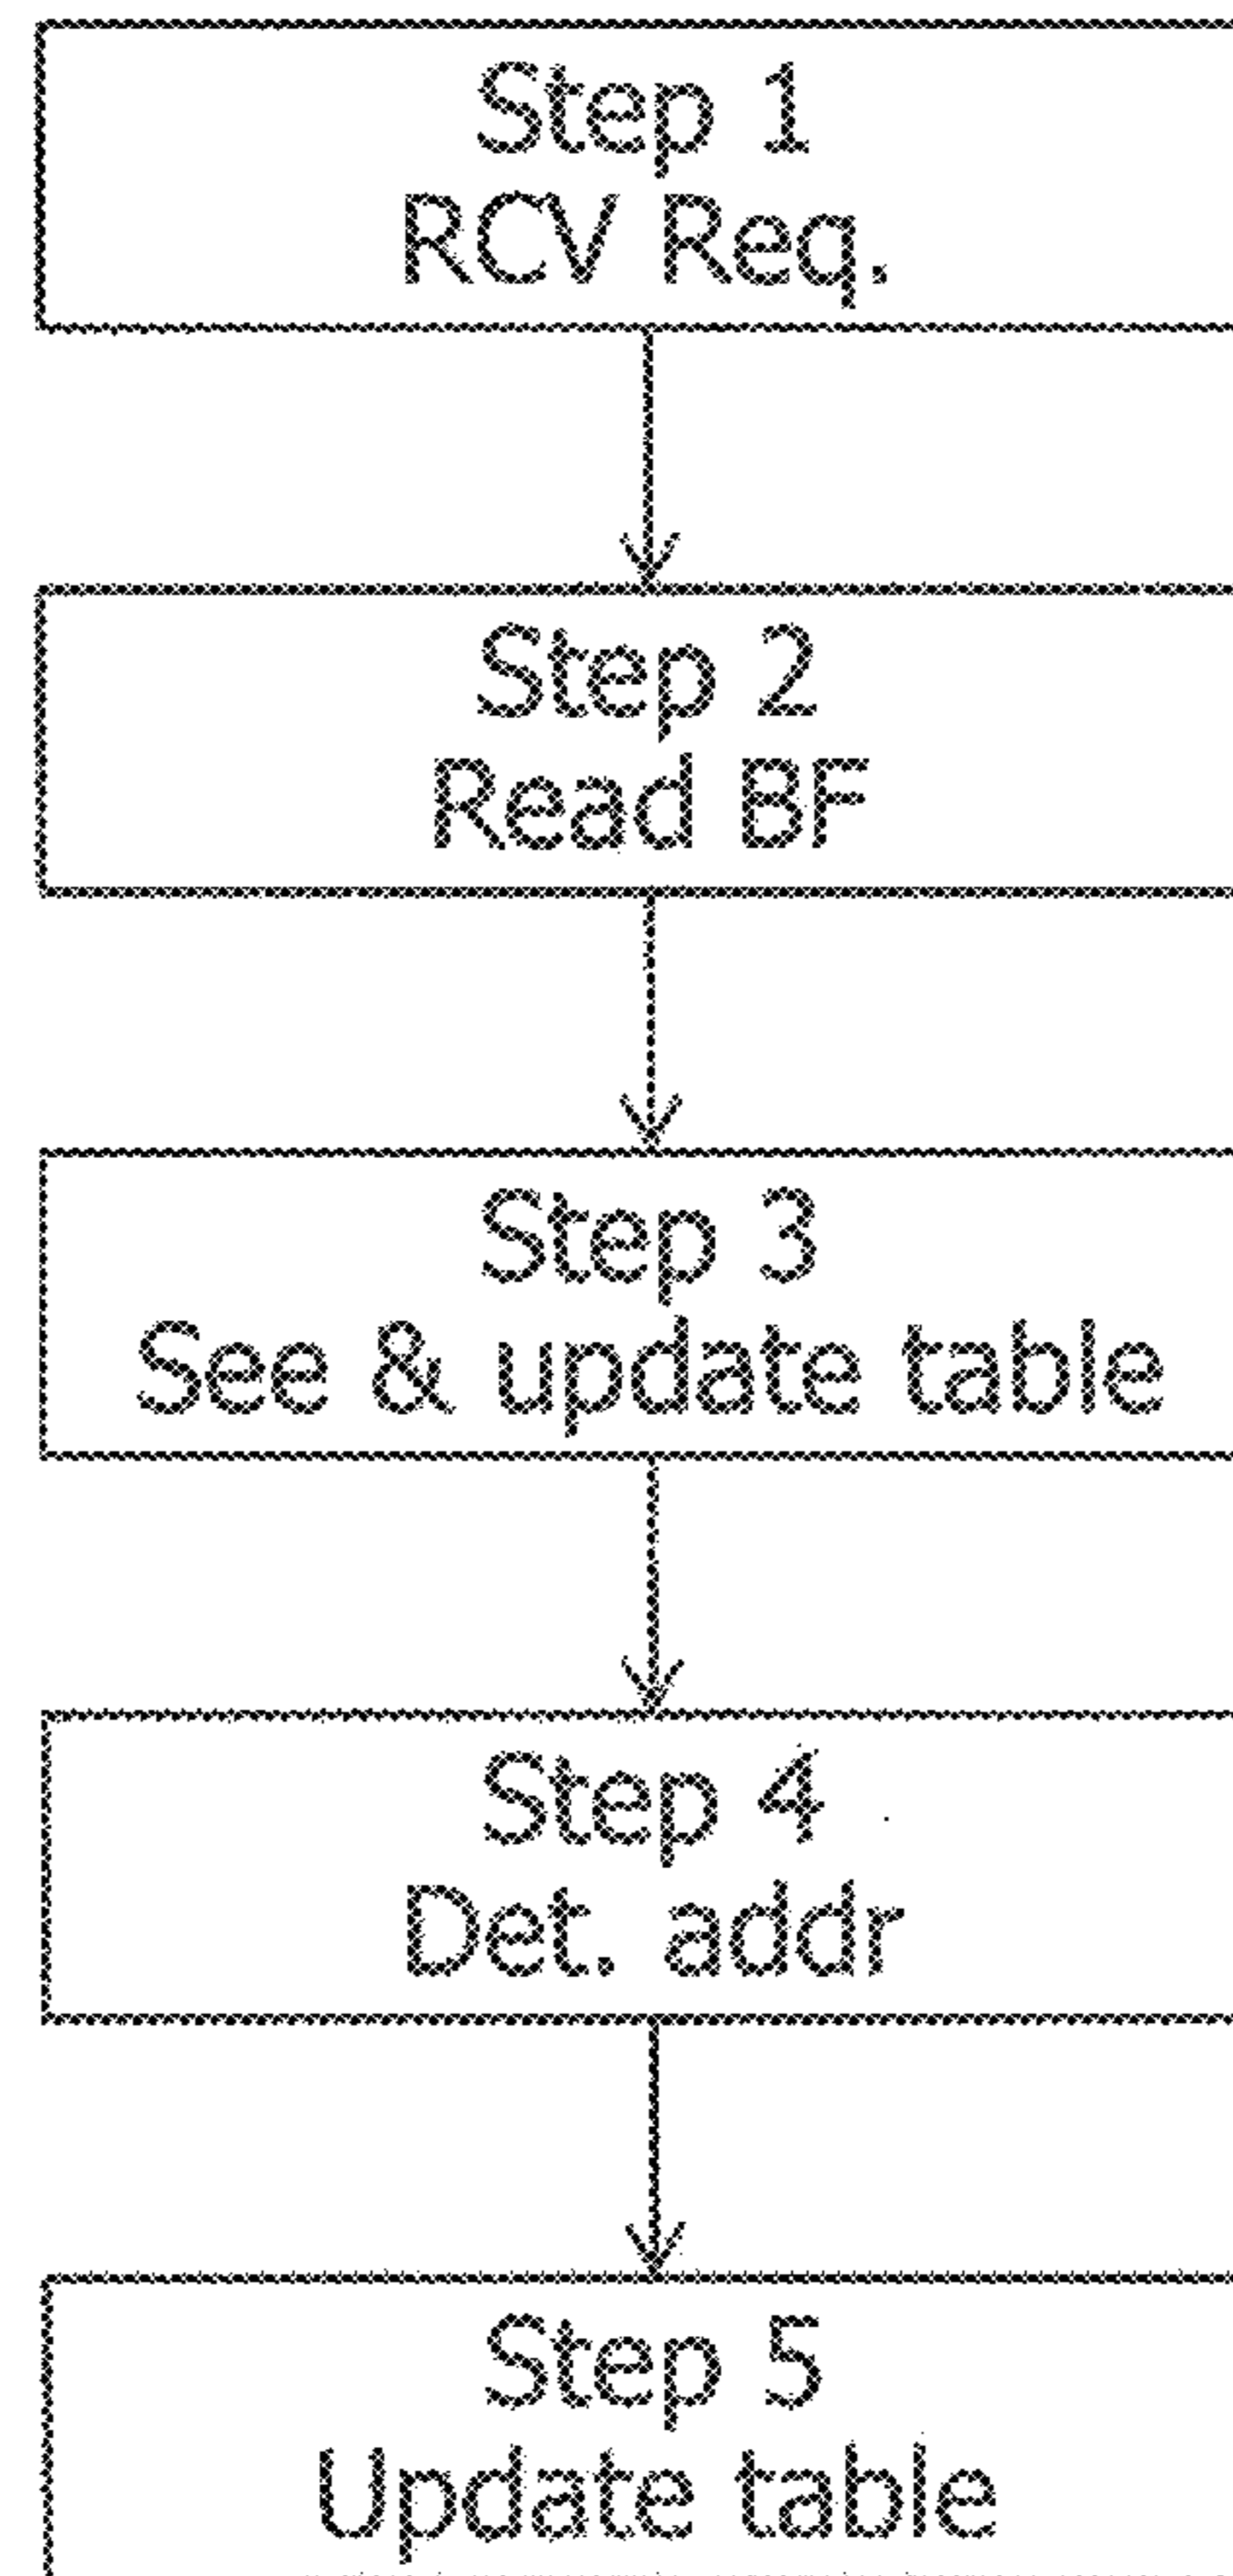 Step 1
RCV Req.
Step 2
Read BF
Step 3
See & update table
Step 4
Det. addr
Step 5
Update table